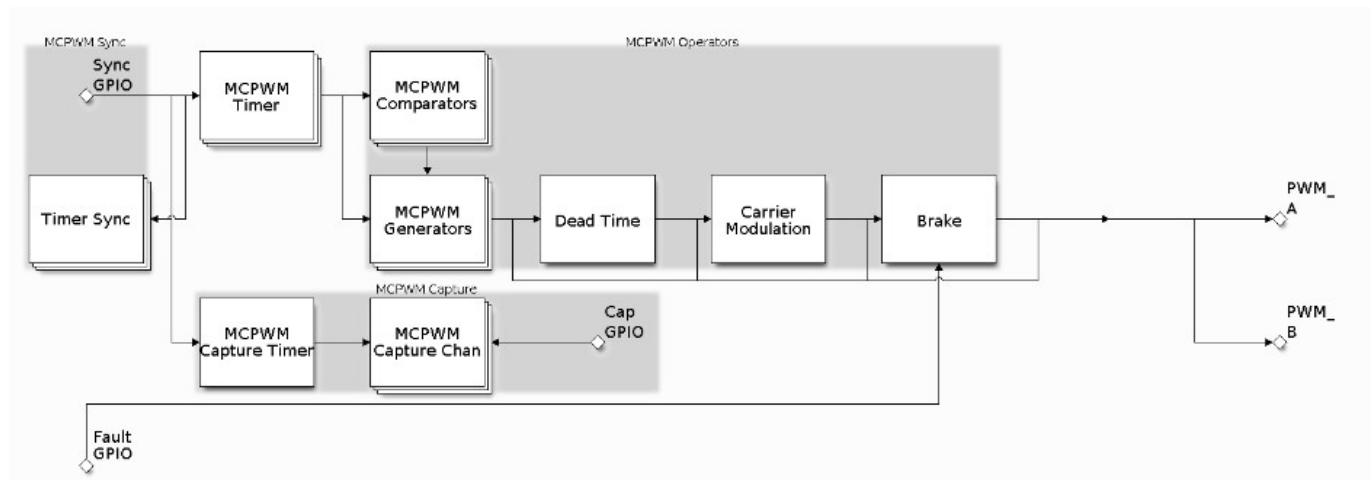 MCPWM Sync
MCPWM Operators
Sync
GPIO
MCPWM
Timer
MCPWM
Comparators
Timer Sync
MCPWM
Generators
Dead Time
Carrier
Modulation
Brake
PWM_
A
MCPWM Capture
MCPWM
Capture Timer
MCPWM
Capture Chan
Cap
GPIO
PWM_
B
Fault
GPIO